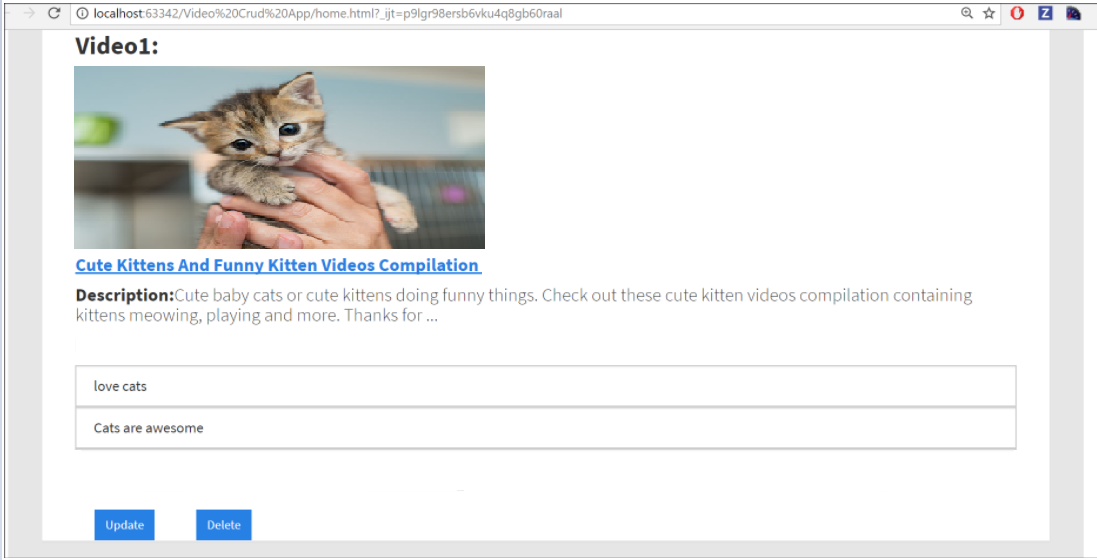 localhost:63342/Video%20Crud%20App/home.html?_ijt=p9lgr98ersb6vku4q8gb60raal
Z
Video1:
Cute Kittens And Funny Kitten Videos Compilation
Description:Cute baby cats or cute kittens doing funny things. Check out these cute kitten videos compilation containing
kittens meowing, playing and more. Thanks for ...
love cats
Cats are awesome
Update
Delete